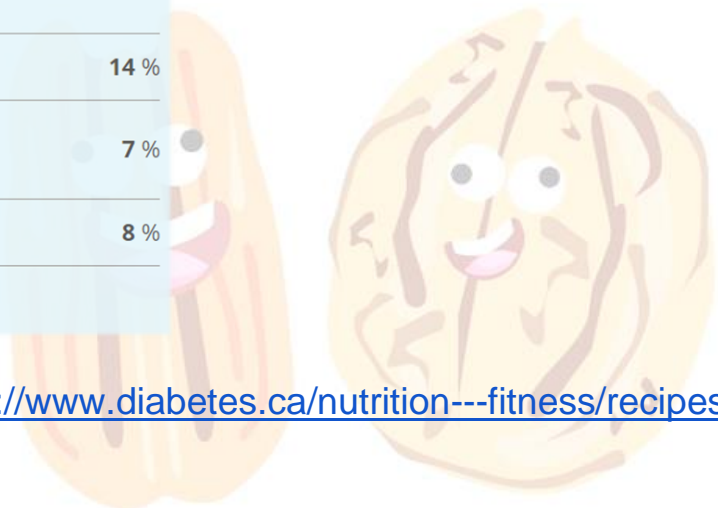 14 %
7 %
8 %
://www.diabetes.ca/nutrition---fitness/recipes